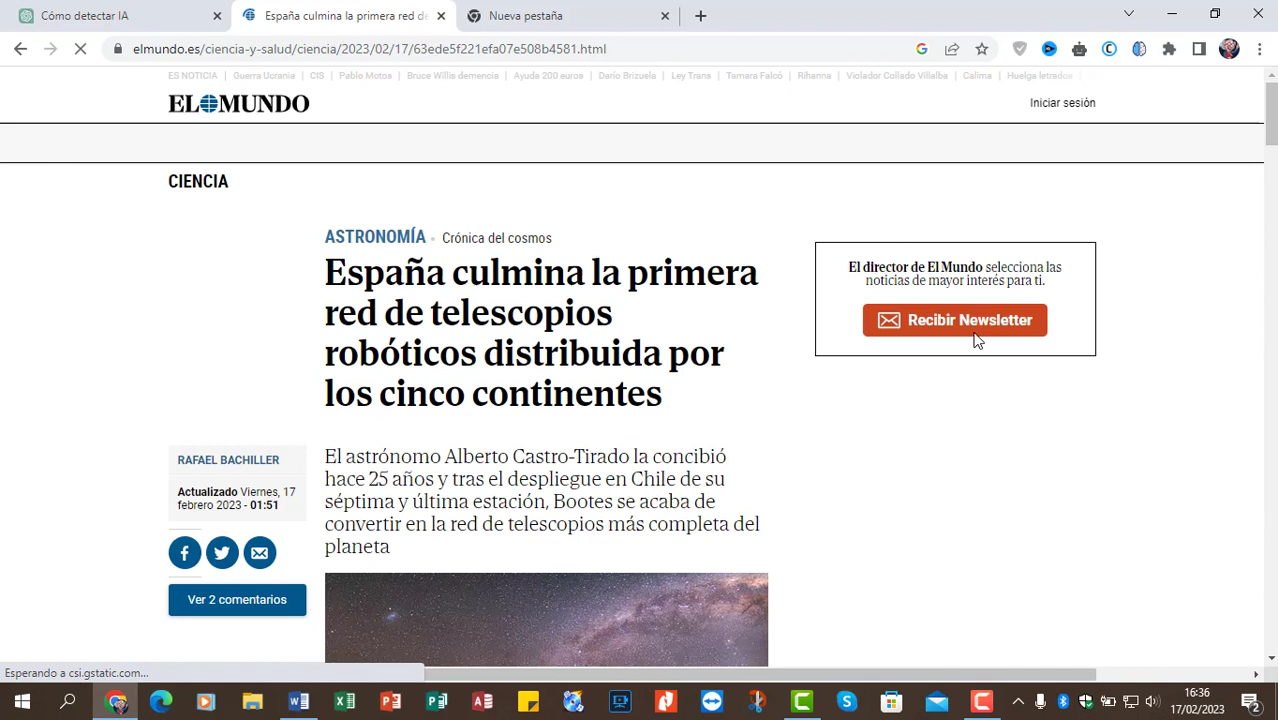 Cómo detectar IA
España culmina la primera red de
Nueva pestaña
elmundo.es/ciencia-y-salud/ciencia/2023/02/17/63ede5f221efa07e508b4581.html
ES NOTICIA Guerra Ucrania CIS Pablo Motos Bruce Willis demencia Ayuda 200 euros Darío Brizuela Ley Trans Tamara Falcó Rihanna Violador Collado Villalba Calima Huelga letrados
EL MUNDO
Iniciar sesión
CIENCIA
ASTRONOMÍA Crónica del cosmos
España culmina la primera
red de telescopios
robóticos distribuida por
los cinco continentes
El director de El Mundo selecciona las
noticias de mayor interés para ti.
Recibir Newsletter
RAFAEL BACHILLER
Actualizado Viernes, 17
febrero 2023 - 01:51
El astrónomo Alberto Castro-Tirado la concibió
hace 25 años y tras el despliegue en Chile de su
séptima y última estación, Bootes se acaba de
convertir en la red de telescopios más completa del
planeta
Ver 2 comentarios
Esperando a csi.gstatic.com...
16:36
17/02/2023
2